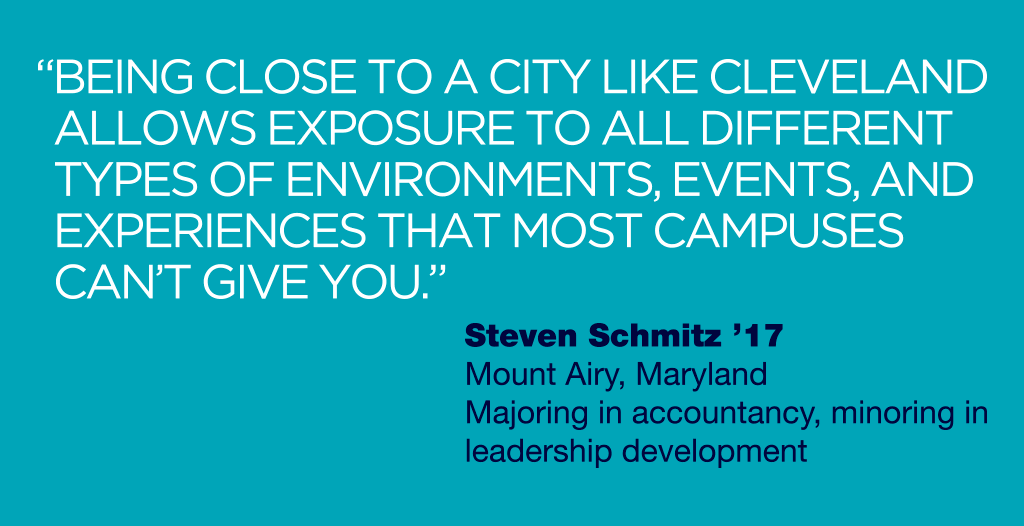 “BEING CLOSE TO A CITY LIKE CLEVELAND
ALLOWS EXPOSURE TO ALL DIFFERENT
TYPES OF ENVIRONMENTS, EVENTS, AND
EXPERIENCES THAT MOST CAMPUSES
CAN’T GIVE YOU.”
Steven Schmitz ’17
Mount Airy, Maryland
Majoring in accountancy, minoring in
leadership development